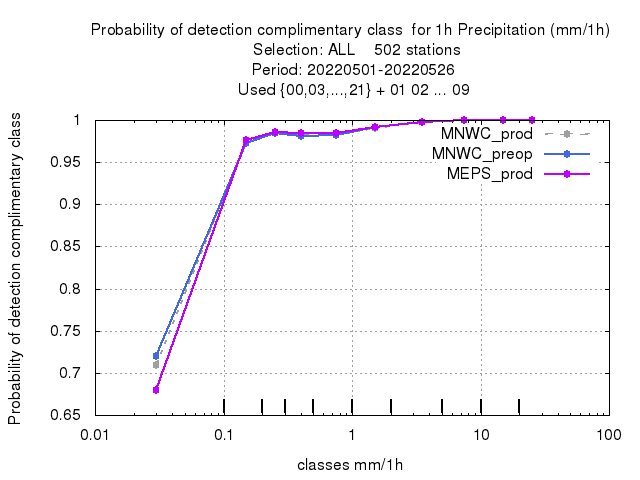 Probability of detection complimentary class  for 1h Precipitation (mm/1h)
Selection: ALL    502 stations
Period: 20220501-20220526
Used {00,03,...,21} + 01 02 ... 09
Probability of detection complimentary class
1
0.95
0.9
0.85
0.8
0.75
0.7
0.65
MNWC_prod
MNWC_preop
MEPS_prod
0.01 0.1 1 10 100
classes mm/1h